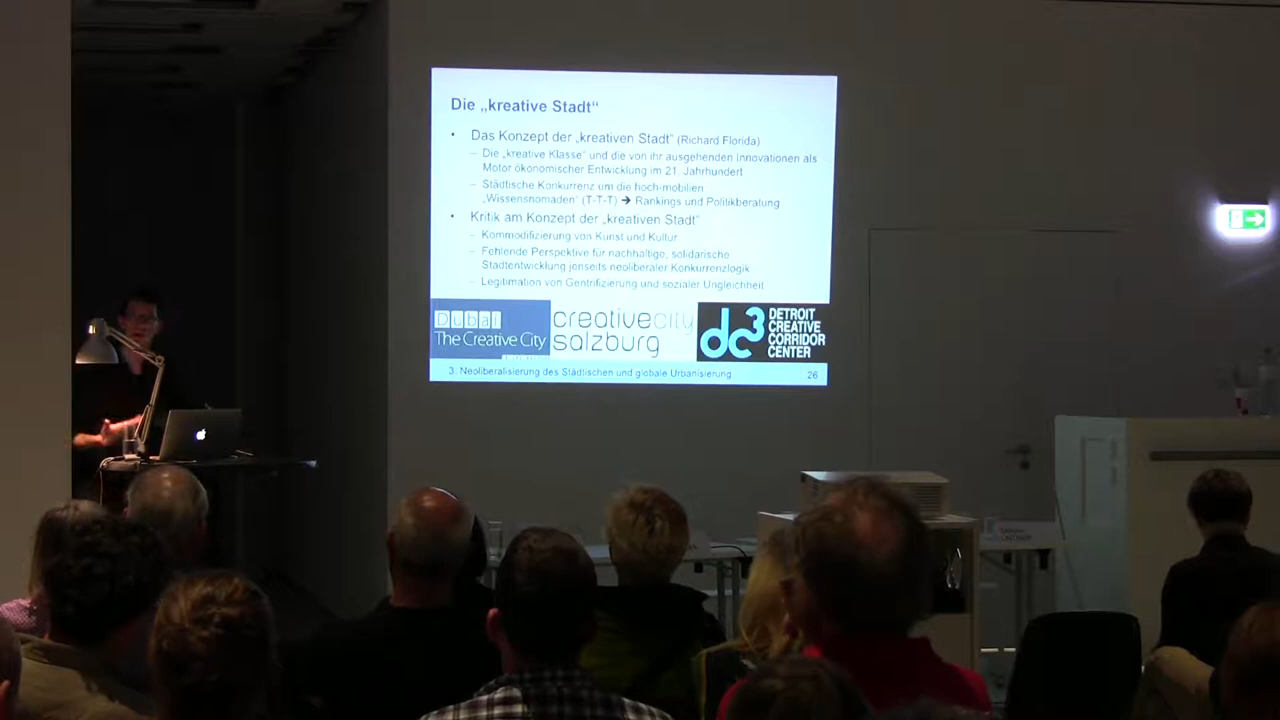 Die „kreative Stadt“
• Das Konzept der „kreativen Stadt“ (Richard Florida)
– Die „kreative Klasse“ und die von ihr ausgehenden Innovationen als
Motor ökonomischer Entwicklung im 21. Jahrhundert
– Städtische Konkurrenz um die hoch-mobilen
„Wissensnomaden“ (T-T-T) ➔ Rankings und Politikberatung
• Kritik am Konzept der „kreativen Stadt“
– Kommodifizierung von Kunst und Kultur
– Fehlende Perspektive für nachhaltige, solidarische
Stadtentwicklung jenseits neoliberaler Konkurrenzlogik
– Legitimation von Gentrifizierung und sozialer Ungleichheit
Dubai
The Creative City
creativecity
salzburg
dc3
DETROIT
CREATIVE
CORRIDOR
CENTER
3. Neoliberalisierung des Städtischen und globale Urbanisierung 26